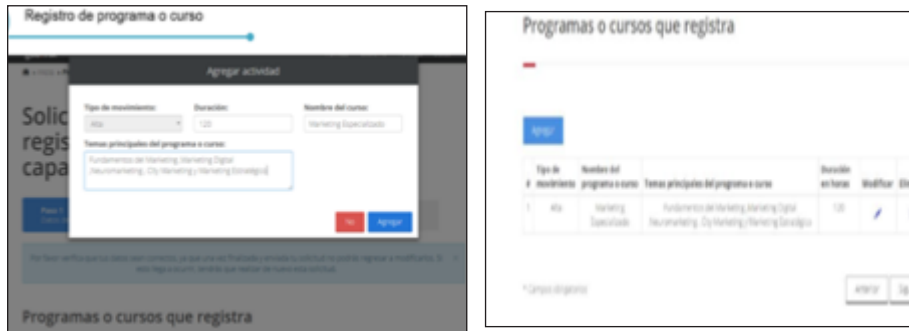 Registro de programa o curso
Agregar actividad
Solic
regis
capa
Tipo de movimiento:
Duración:
Nombre del curso:
Alta
120
Marketing Especializado
Temas principales del programa o curso:
Fundamentos de Marketing, Marketing Digital
,Neuromarketing, ,City Marketing y Marketing Estratégico
Paso 1
No
Agregar
Programas o cursos que registra
Programas o cursos que registra
Agregar
#
Tipo de
movimiento
Nombre del
programa o curso
Temas principales del programa o curso
Duración
en horas
Modificar
1
Alta
Marketing
Especializado
Fundamentos de Marketing, Marketing Digital
,Neuromarketing, ,City Marketing y Marketing Estratégico
120
* Campos obligatorios
Anterior